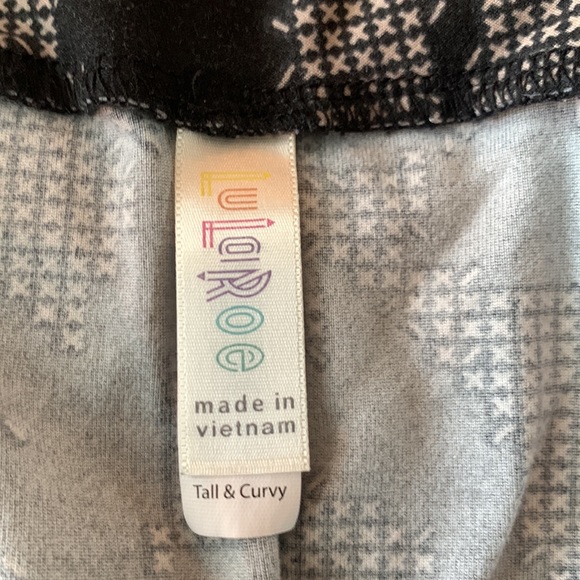 LuLaRoe
made in
vietnam
Tall & Curvy